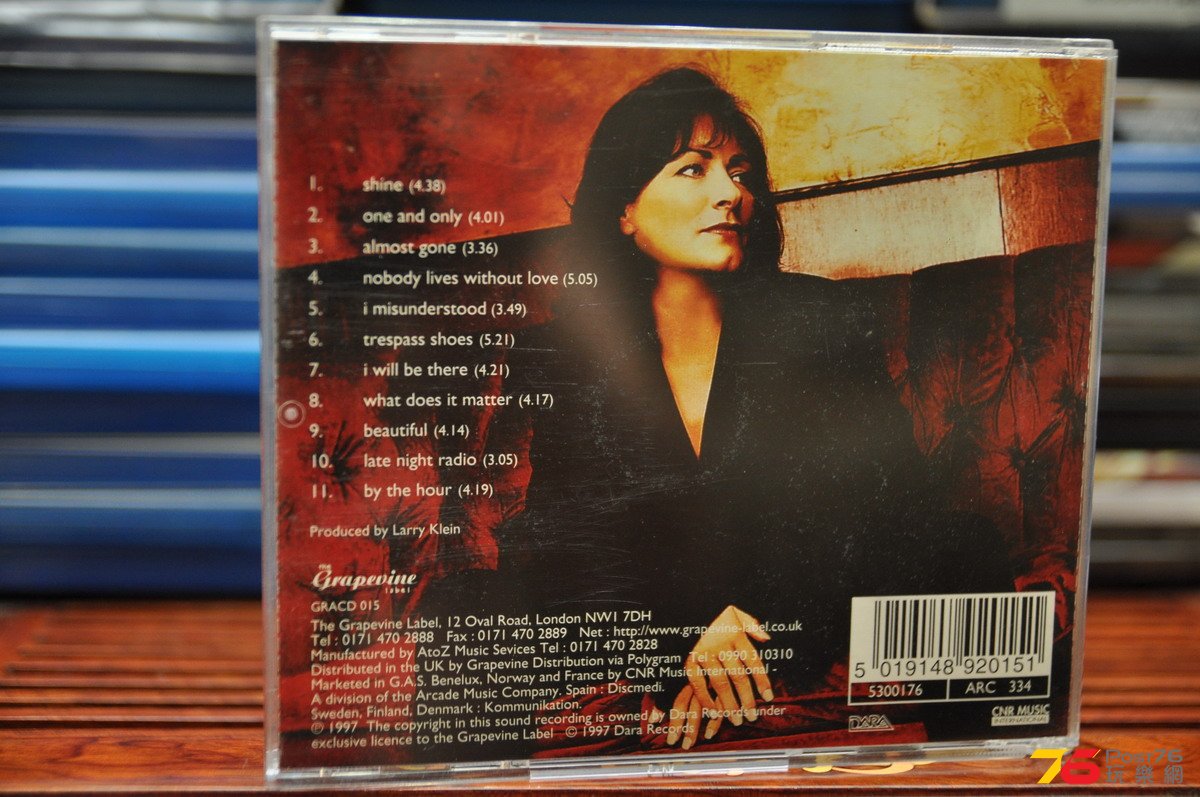 1. shine (4.38)
2. one and only (4.01)
3. almost gone (3.36)
4. nobody lives without love (5.05)
5. i misunderstood (3.49)
6. trespass shoes (5.21)
7. i will be there (4.21)
8. what does it matter (4.17)
9. beautiful (4.14)
10. late night radio (3.05)
11. by the hour (4.19)
Produced by Larry Klein
the
Grapevine
label
GRACD 015
The Grapevine Label, 12 Oval Road, London NW1 7DH
Tel : 0171 470 2888 Fax : 0171 470 2889 Net : http://www.grapevine-label.co.uk
Manufactured by AtoZ Music Sevices Tel : 0171 470 2828
Distributed in the UK by Grapevine Distribution via Polygram Tel : 0990 310310
Marketed in G.A.S. Benelux, Norway and France by CNR Music International -
A division of the Arcade Music Company. Spain : Discmedi.
Sweden, Finland, Denmark : Kommunikation.
℗ 1997 The copyright in this sound recording is owned by Dara Records under
exclusive licence to the Grapevine Label © 1997 Dara Records
5 019148 920151
5300176 ARC 334
DARA
CNR MUSIC
INTERNATIONAL
76 Post76
玩樂網